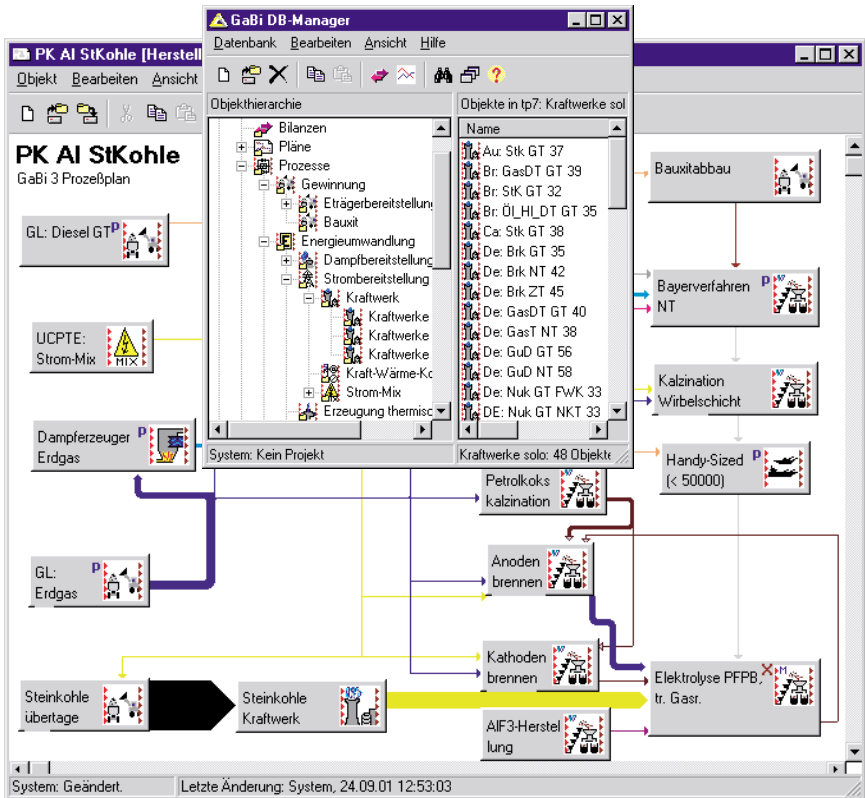 GaBi DB-Manager
Datenbank Bearbeiten Ansicht Hilfe
Objekthierarchie
Bilanzen
Pläne
Prozesse
Gewinnung
Eträgerbereitstellung
Bauxit
Energieumwandlung
Dampfbereitstellung
Strombereitstellung
Kraftwerk
Kraftwerke
Kraftwerke
Kraftwerke
Kraft-Wärme-Ko
Strom-Mix
Erzeugung thermisc
System: Kein Projekt
Objekte in tp7: Kraftwerke sol
Name
Au: Stk GT 37
Br: GasDT GT 39
Br: StK GT 32
Br: Öl_Hl_DT GT 35
Ca: Stk GT 38
De: Brk GT 35
De: Brk NT 42
De: Brk ZT 45
De: GasDT GT 40
De: GasT NT 38
De: GuD GT 56
De: GuD NT 58
De: Nuk GT FWK 33
DE: Nuk GT NKT 33
Kraftwerke solo: 48 Objekte
PK Al StKohle [Herstell
Objekt Bearbeiten Ansicht
PK Al StKohle
GaBi 3 Prozeßplan
GL: Diesel GT
P
UCPTE:
Strom-Mix
MIX
Dampferzeuger
Erdgas
P
GL:
Erdgas
P
Steinkohle
übertage
Steinkohle
Kraftwerk
Petrolkoks
kalzination
Anoden
brennen
Kathoden
brennen
AlF3-Herstel
lung
Bauxitabbau
Bayerverfahren
NT
P
Kalzination
Wirbelschicht
Handy-Sized
(< 50000)
P
Elektrolyse PFPB,
tr. Gasr.
M
System: Geändert.
Letzte Änderung: System, 24.09.01 12:53:03